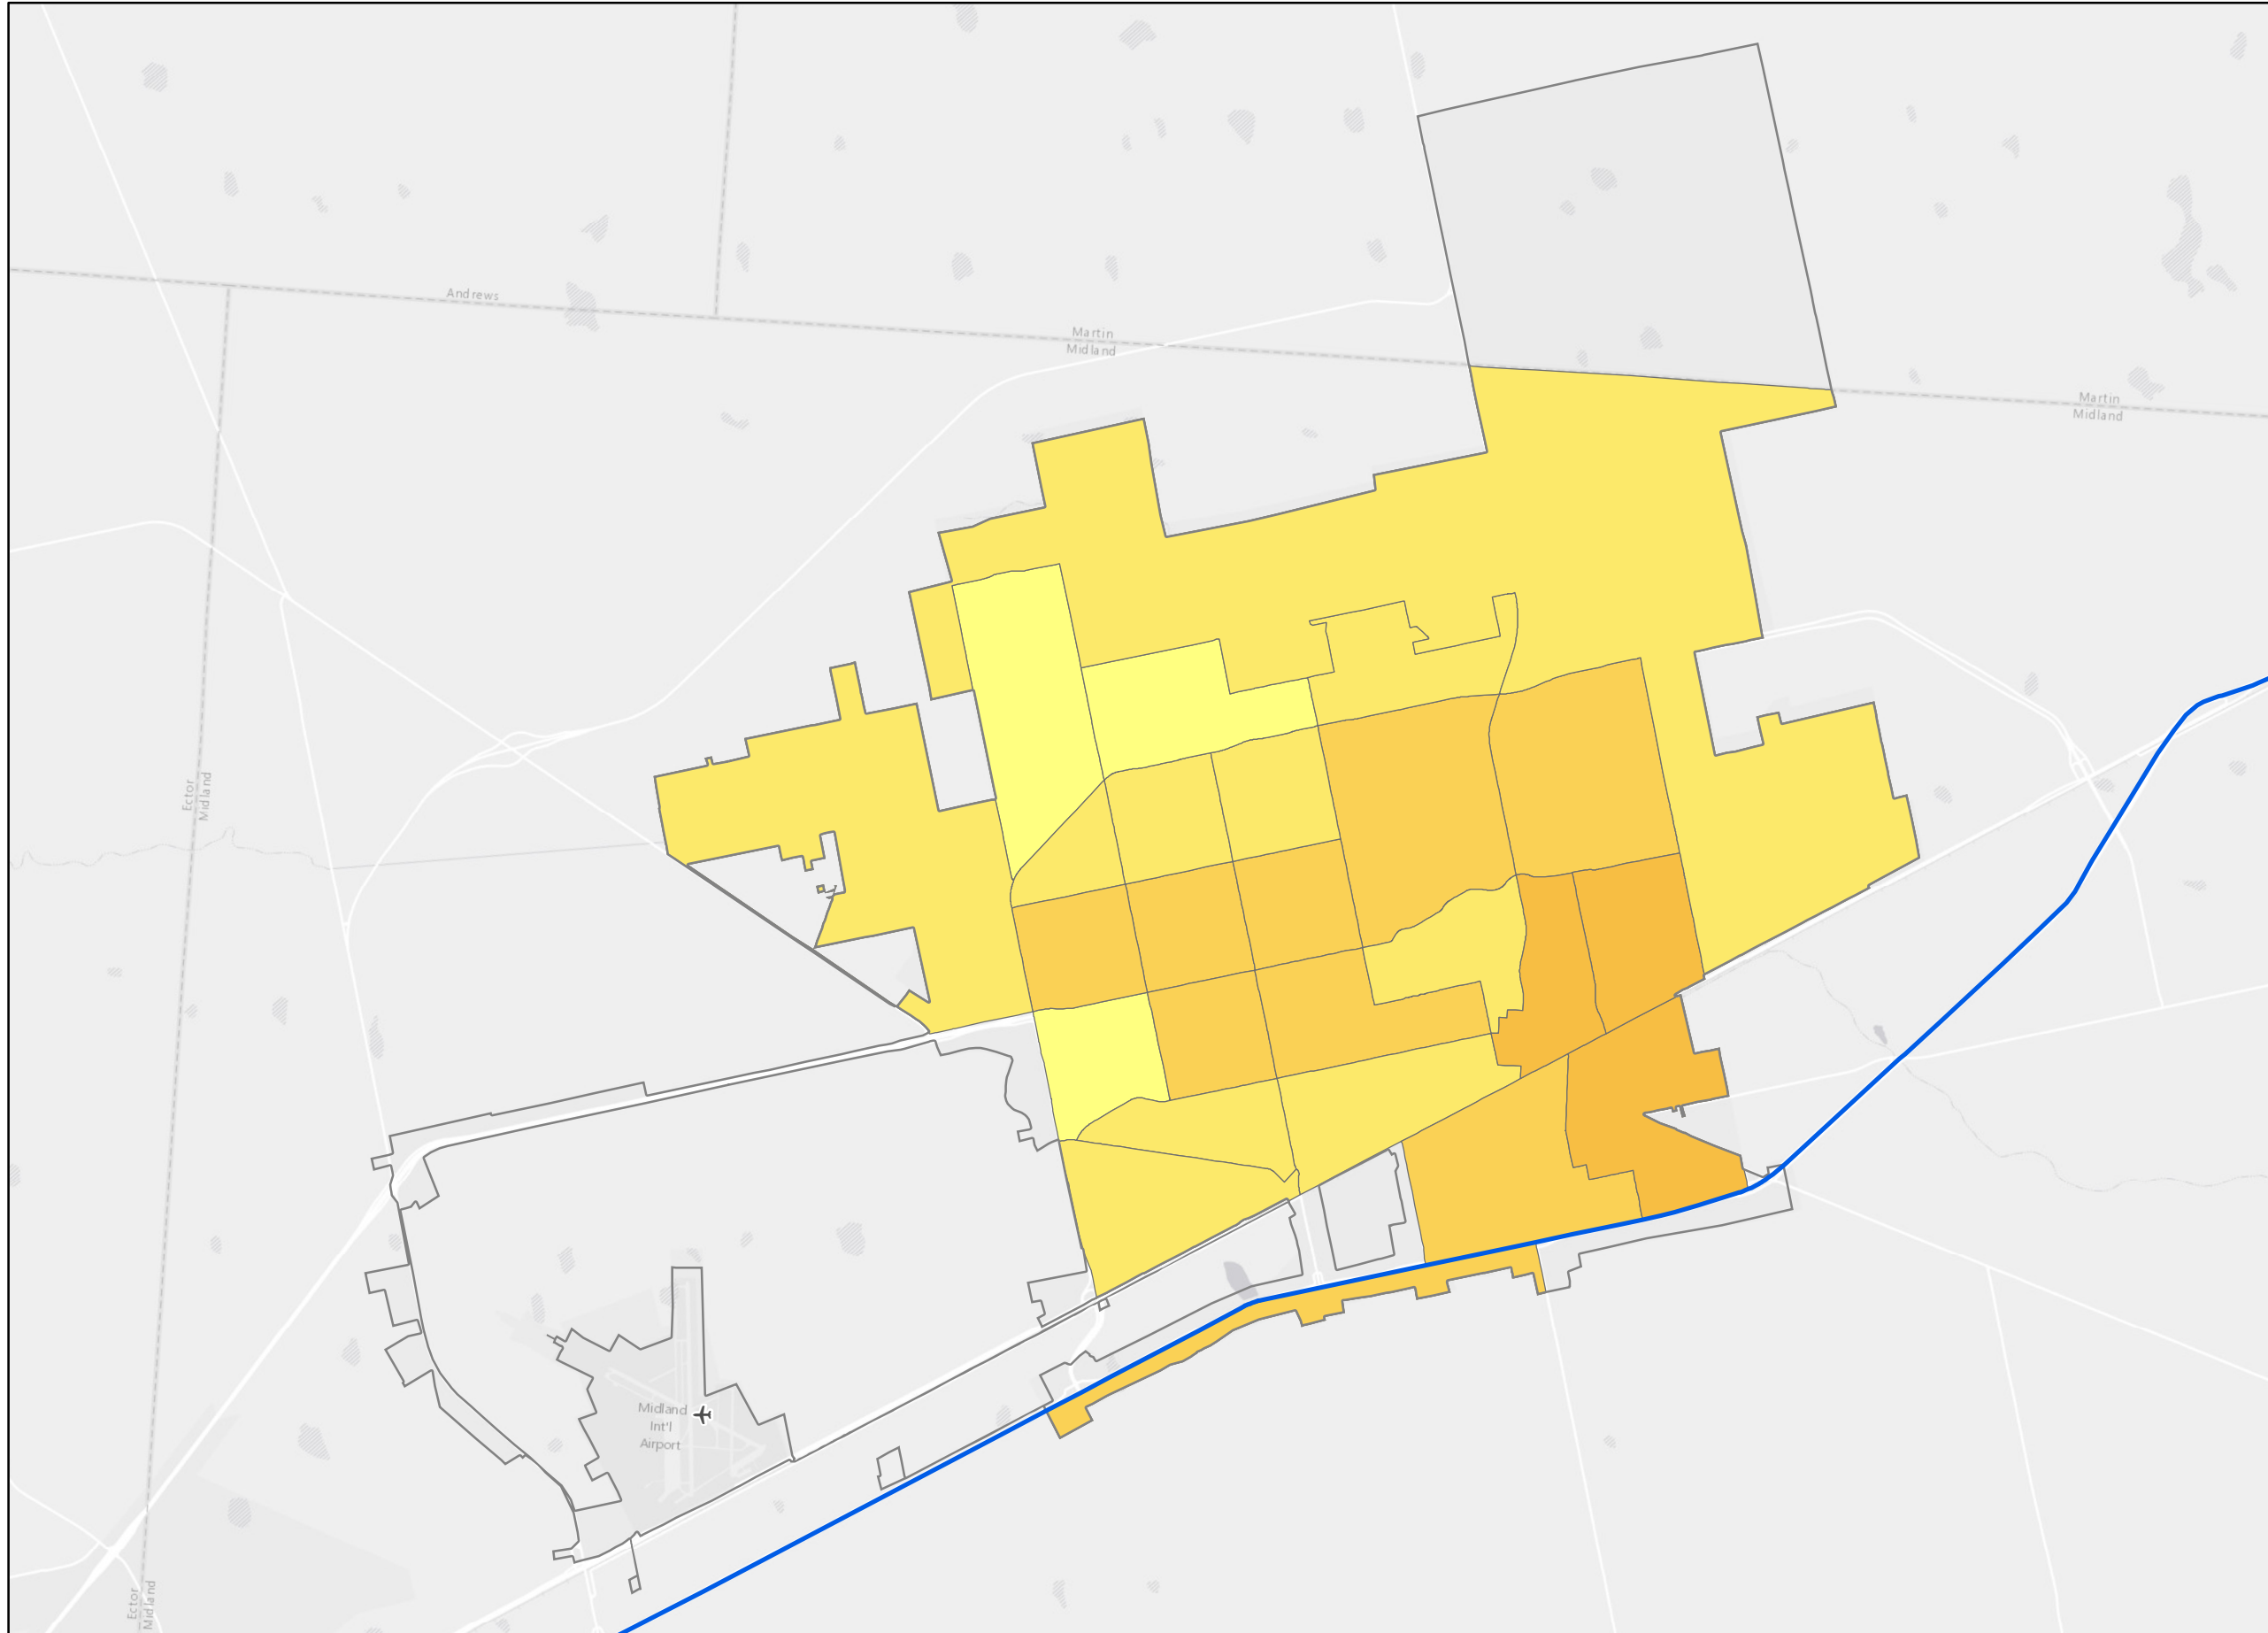 Andrews
Martin
Midland
Martin
Midland
Ector
Midland
Midland
Int'l
Airport
Ector
Midland